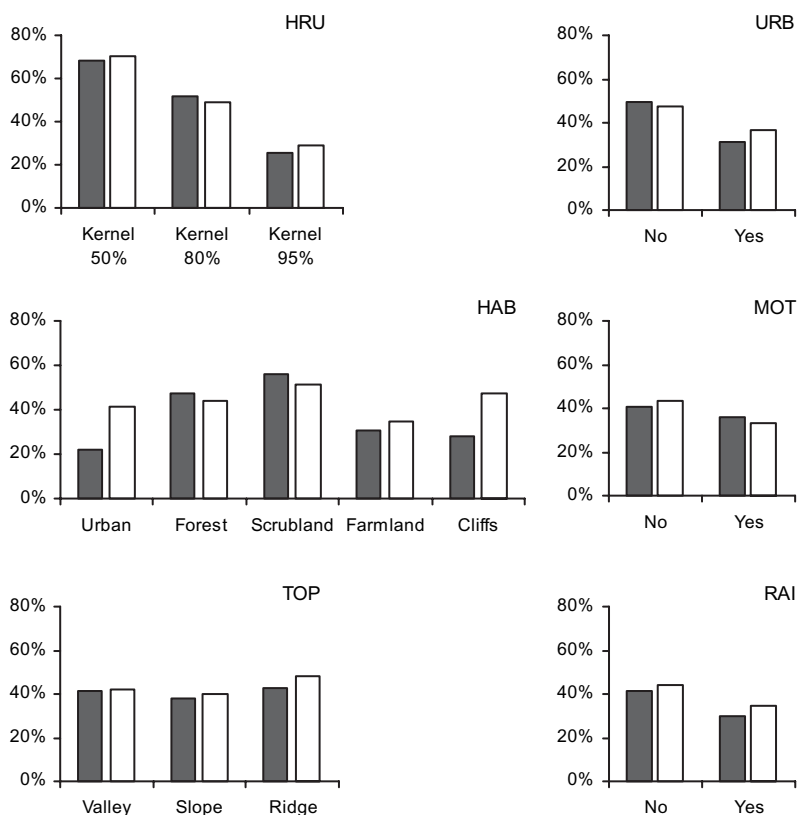 HRU
80%
60%
40%
20%
0%
Kernel Kernel Kernel
50% 80% 95%
URB
80%
60%
40%
20%
0%
No Yes
HAB
80%
60%
40%
20%
0%
Urban Forest Scrubland Farmland Cliffs
MOT
80%
60%
40%
20%
0%
No Yes
TOP
80%
60%
40%
20%
0%
Valley Slope Ridge
RAI
80%
60%
40%
20%
0%
No Yes